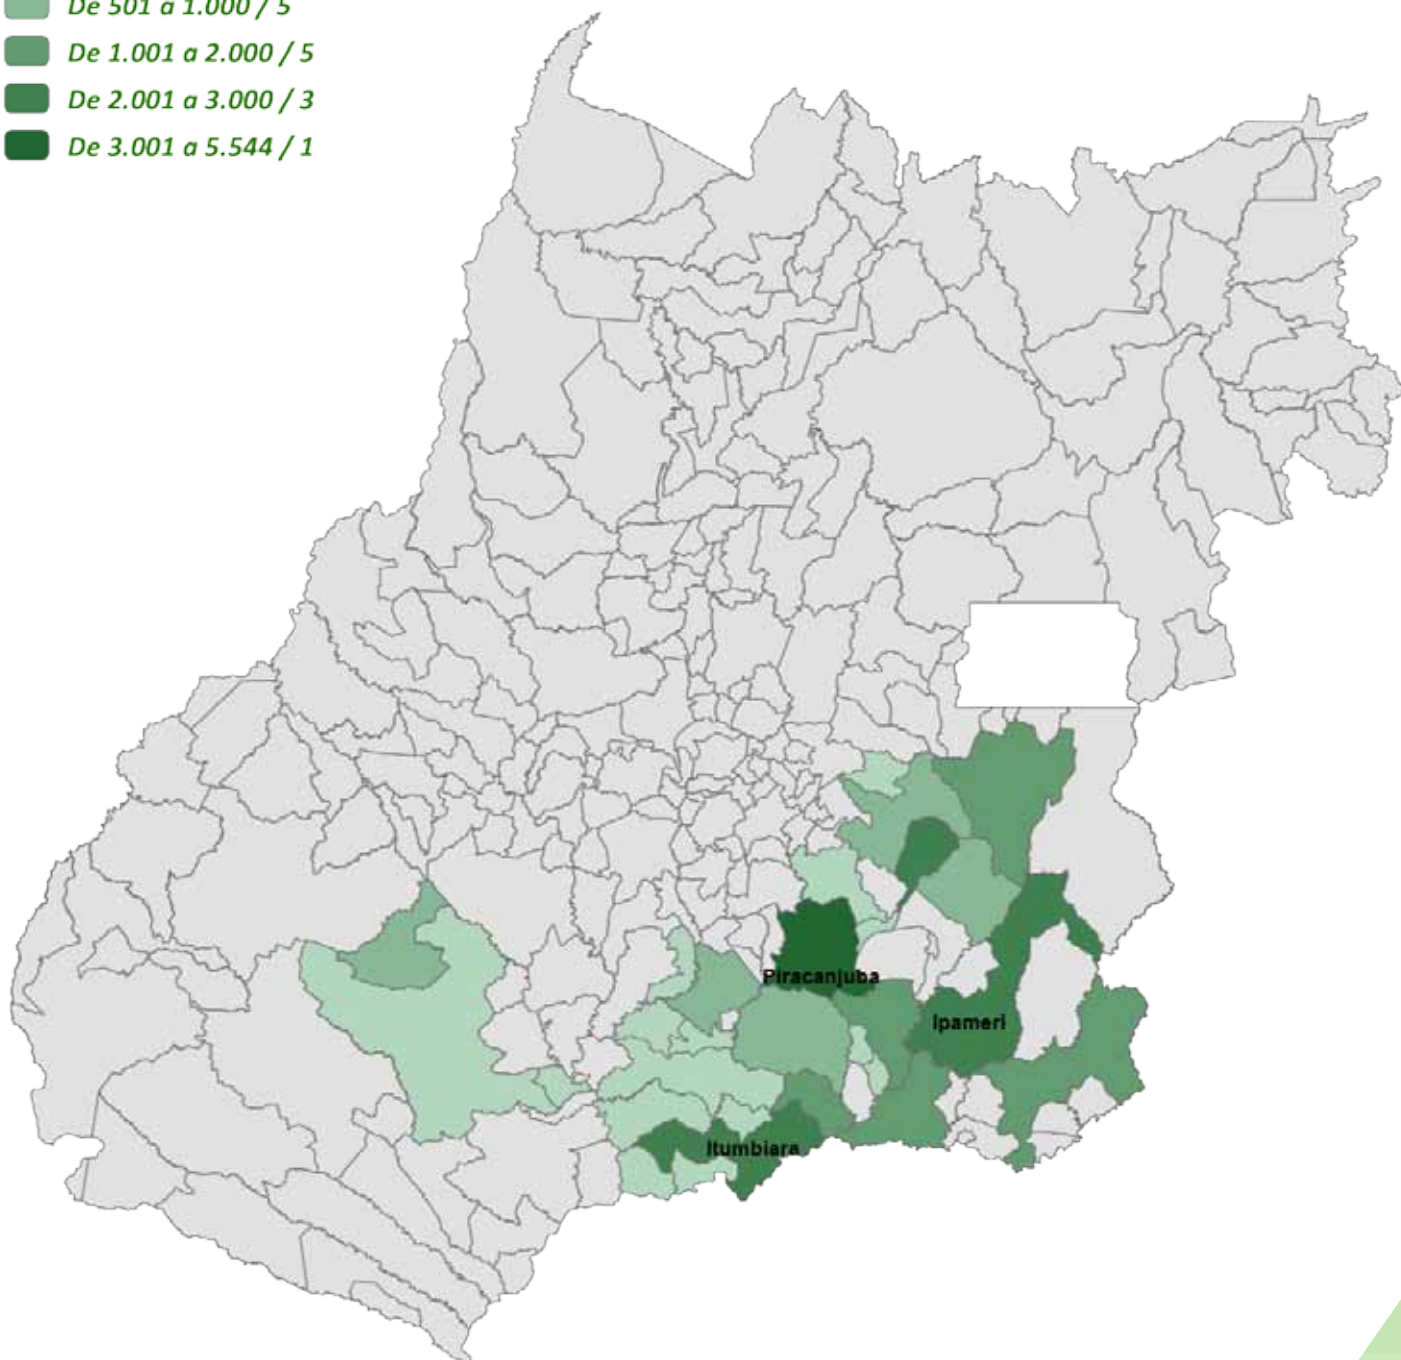 De 501 a 1.000 / 5
De 1.001 a 2.000 / 5
De 2.001 a 3.000 / 3
De 3.001 a 5.544 / 1
Piracanjuba
Ipameri
Itumbiara